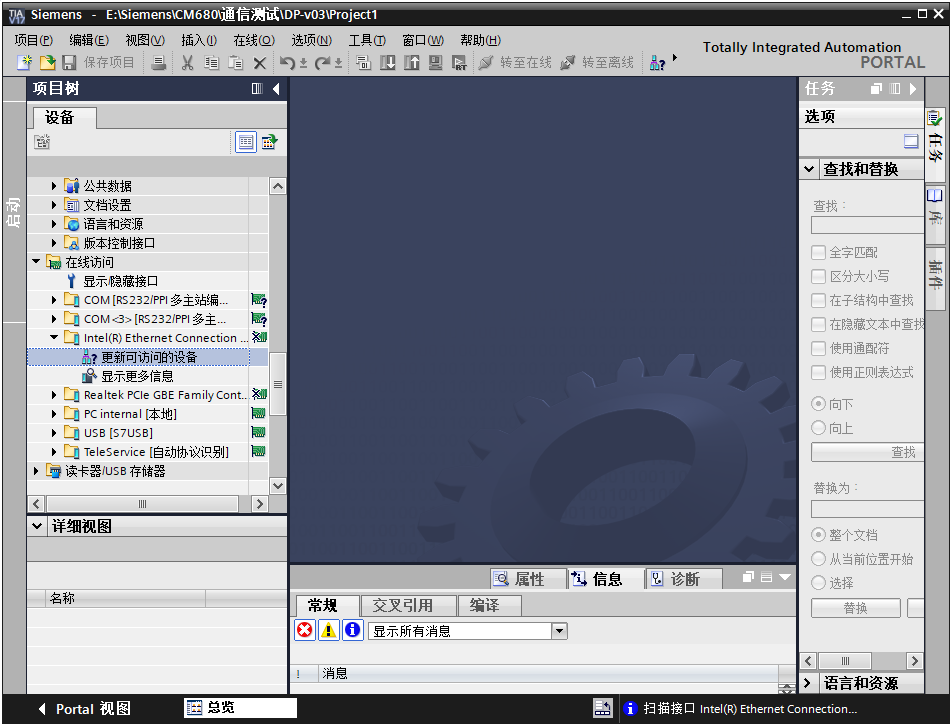 Siemens - E:\Siemens\CM680\通信测试\DP-v03\Project1
项目(P) 编辑(E) 视图(V) 插入(I) 在线(O) 选项(N) 工具(T) 窗口(W) 帮助(H)
Totally Integrated Automation
PORTAL
保存项目
转至在线
转至离线
项目树
设备
启动
公共数据
文档设置
语言和资源
版本控制接口
在线访问
显示/隐藏接口
COM [RS232/PPI 多主站编...
COM <3> [RS232/PPI 多主...
Intel(R) Ethernet Connection ...
更新可访问的设备
显示更多信息
Realtek PCIe GBE Family Cont...
PC internal [本地]
USB [S7USB]
TeleService [自动协议识别]
读卡器/USB 存储器
详细视图
名称
属性
信息
诊断
常规
交叉引用
编译
显示所有消息
! 消息
任务
选项
查找和替换
查找：
全字匹配
区分大小写
在子结构中查找
在隐藏文本中查找
使用通配符
使用正则表达式
向下
向上
查找
替换为：
整个文档
从当前位置开始
选择
替换
语言和资源
任务
库
插件
Portal 视图
总览
扫描接口 Intel(R) Ethernet Connection...